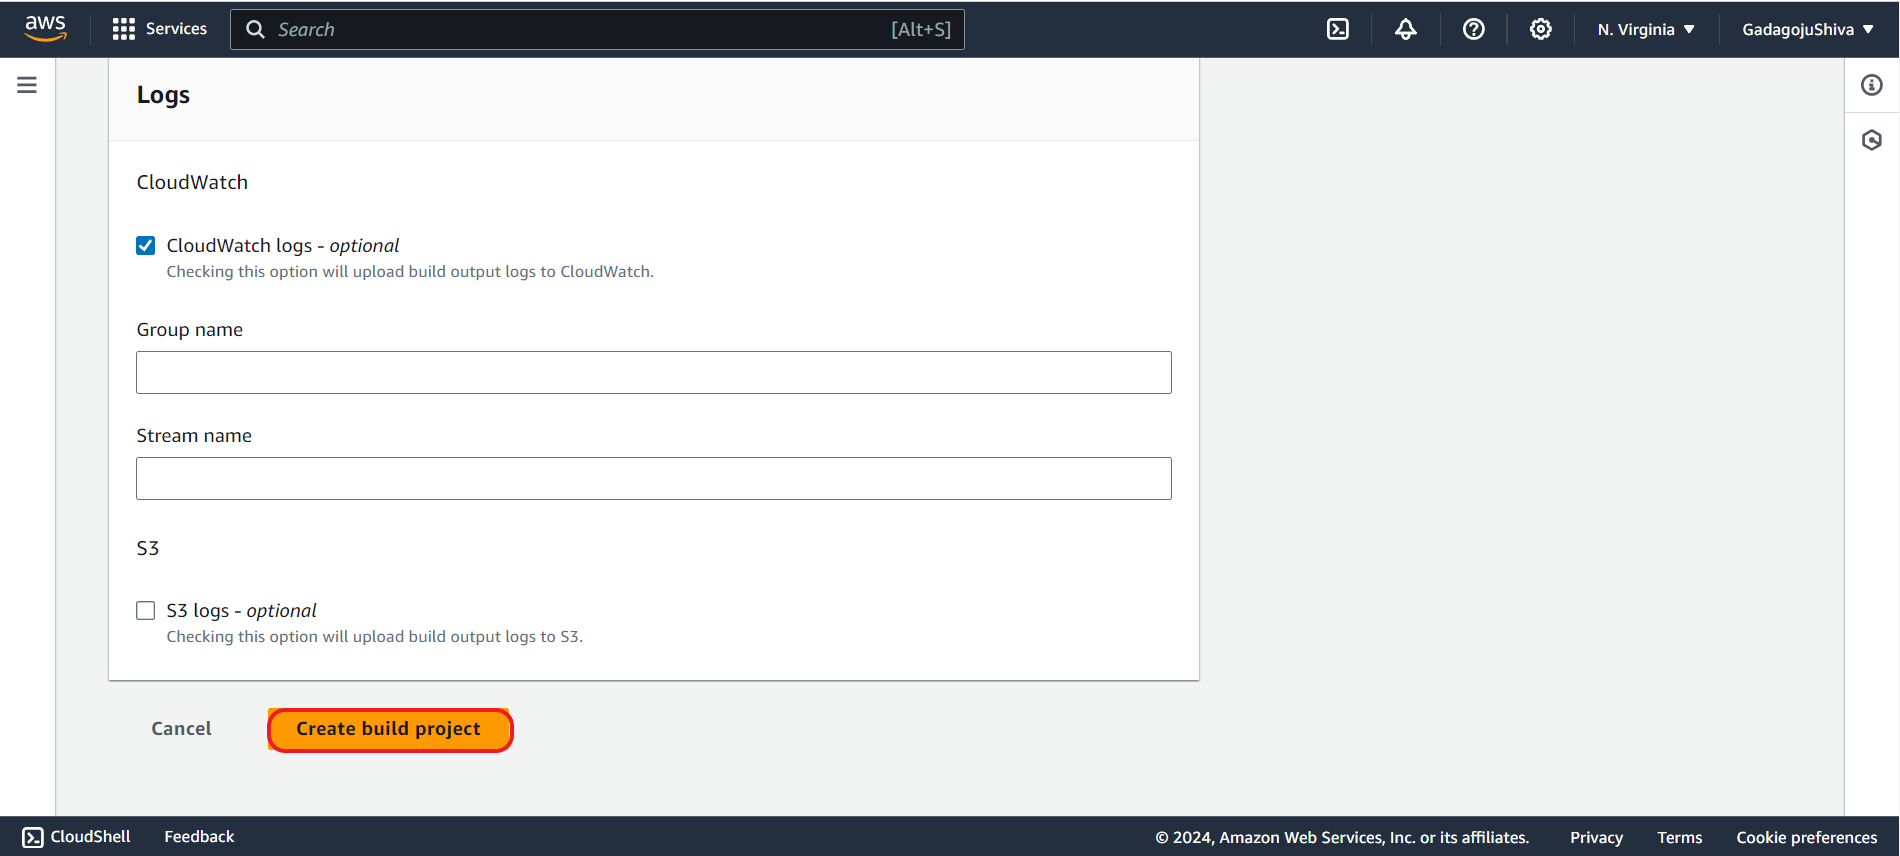 aws
Services
Search
[Alt+S]
N. Virginia
GadagojuShiva
Logs
CloudWatch
CloudWatch logs - optional
Checking this option will upload build output logs to CloudWatch.
Group name
Stream name
S3
S3 logs - optional
Checking this option will upload build output logs to S3.
Cancel
Create build project
CloudShell
Feedback
© 2024, Amazon Web Services, Inc. or its affiliates.
Privacy
Terms
Cookie preferences